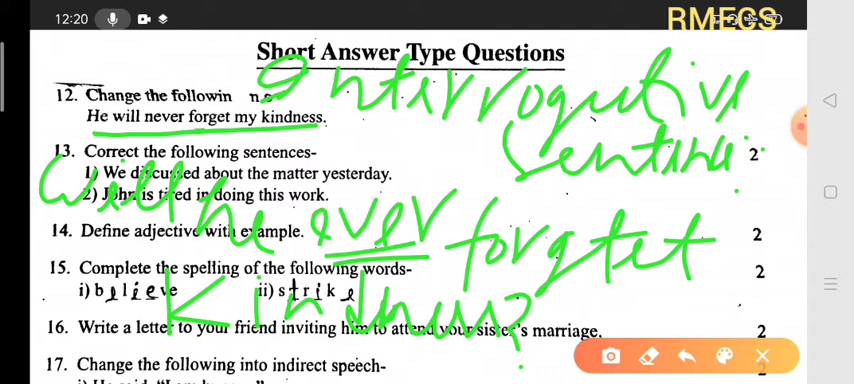 12:20
RMECS
Short Answer Type Questions
12. Change the followin
Interrogutive
He will never forget my kindness.
Sentence
13. Correct the following sentences- 2
1) We discussed about the matter yesterday.
2) John is tired in doing this work.
Will he ever forgtet
14. Define adjective with example. 2
15. Complete the spelling of the following words- 2
i) believe ii) strike
kindness?
16. Write a letter to your friend inviting him to attend your sister's marriage. 2
17. Change the following into indirect speech-